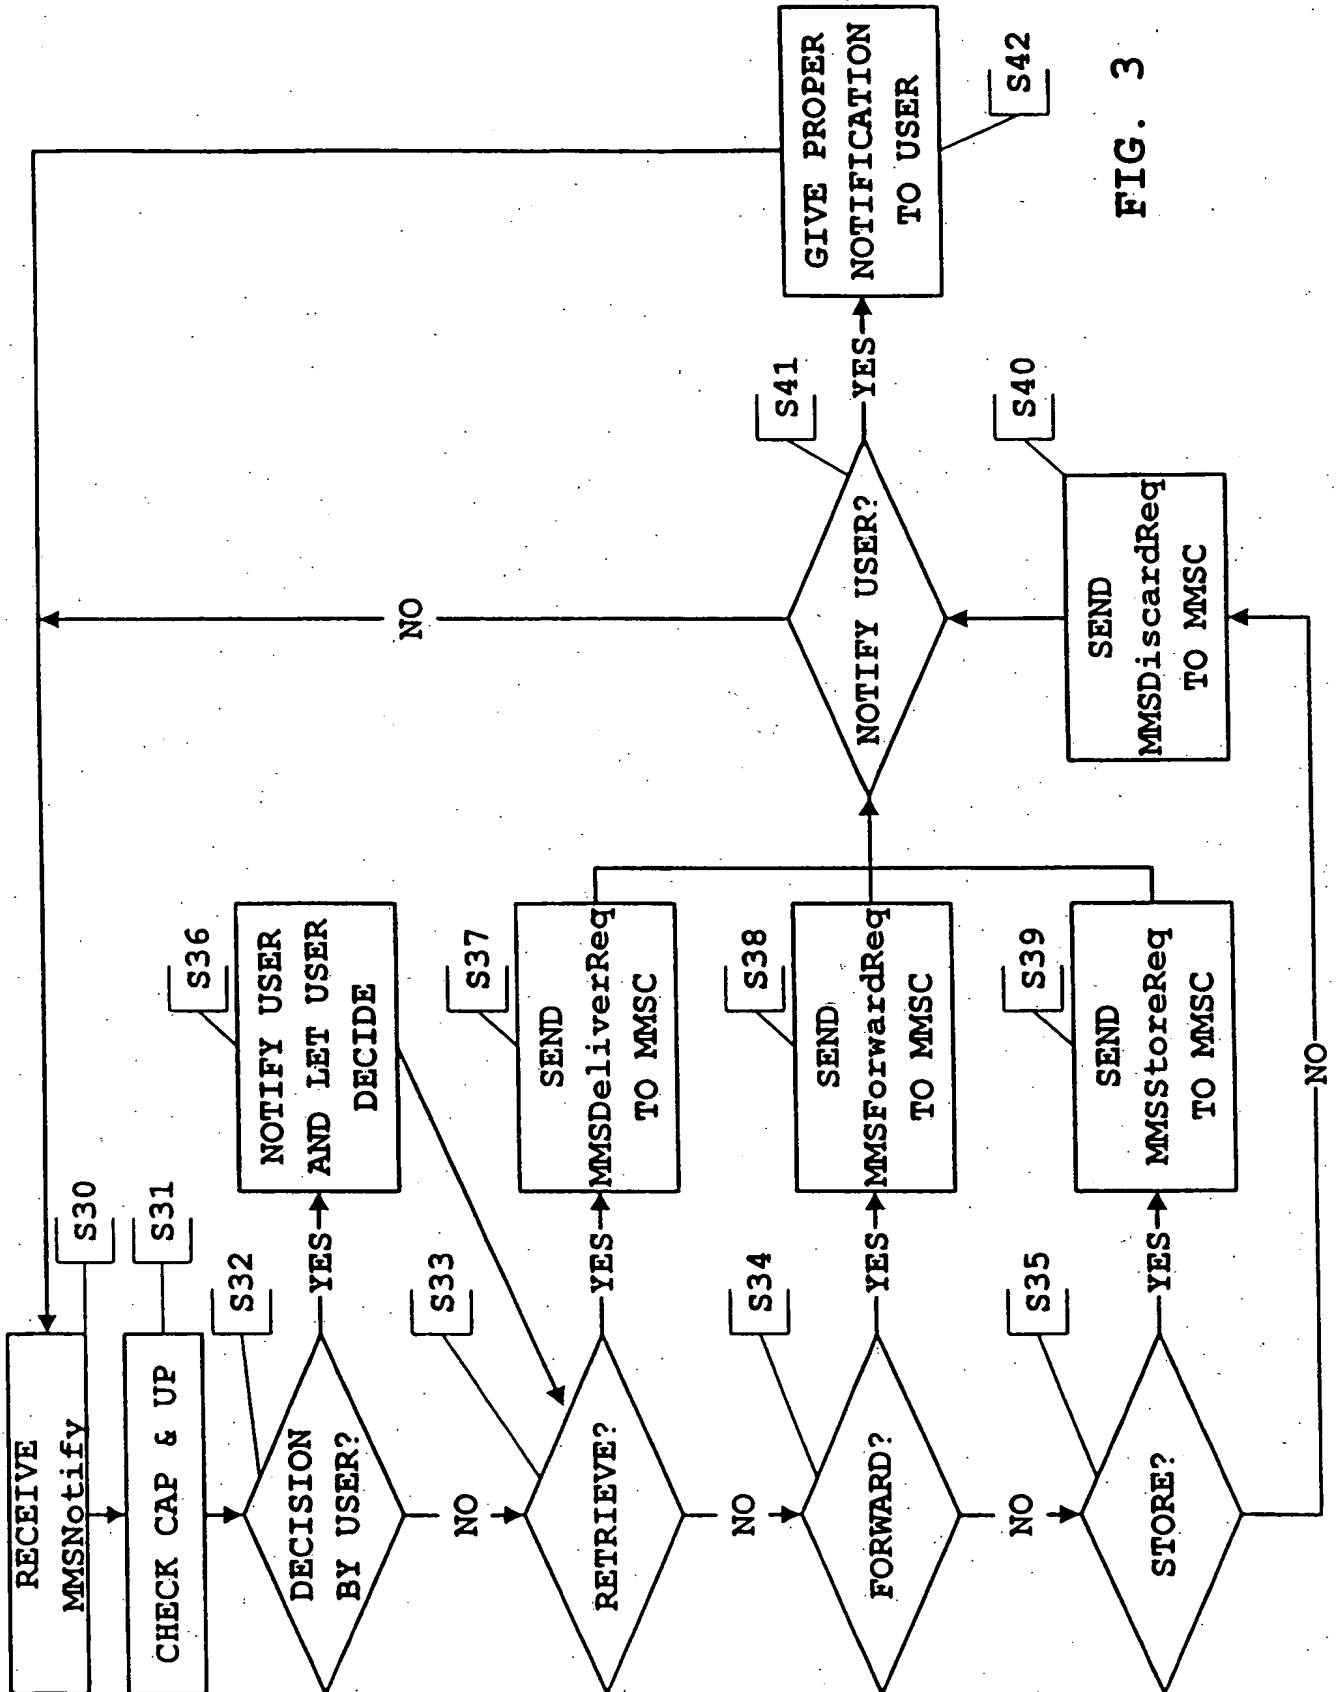 RECEIVE
MMSNotify
S30
CHECK CAP & UP
S31
DECISION
BY USER?
S32
YES
NOTIFY USER
AND LET USER
DECIDE
S36
NO
RETRIEVE?
S33
YES
SEND
MMSDeliverReq
TO MMSC
S37
NO
FORWARD?
S34
YES
SEND
MMSForwardReq
TO MMSC
S38
NO
STORE?
S35
YES
SEND
MMSStoreReq
TO MMSC
S39
NO
SEND
MMSDiscardReq
TO MMSC
S40
NOTIFY USER?
S41
NO
YES
GIVE PROPER
NOTIFICATION
TO USER
S42
FIG. 3